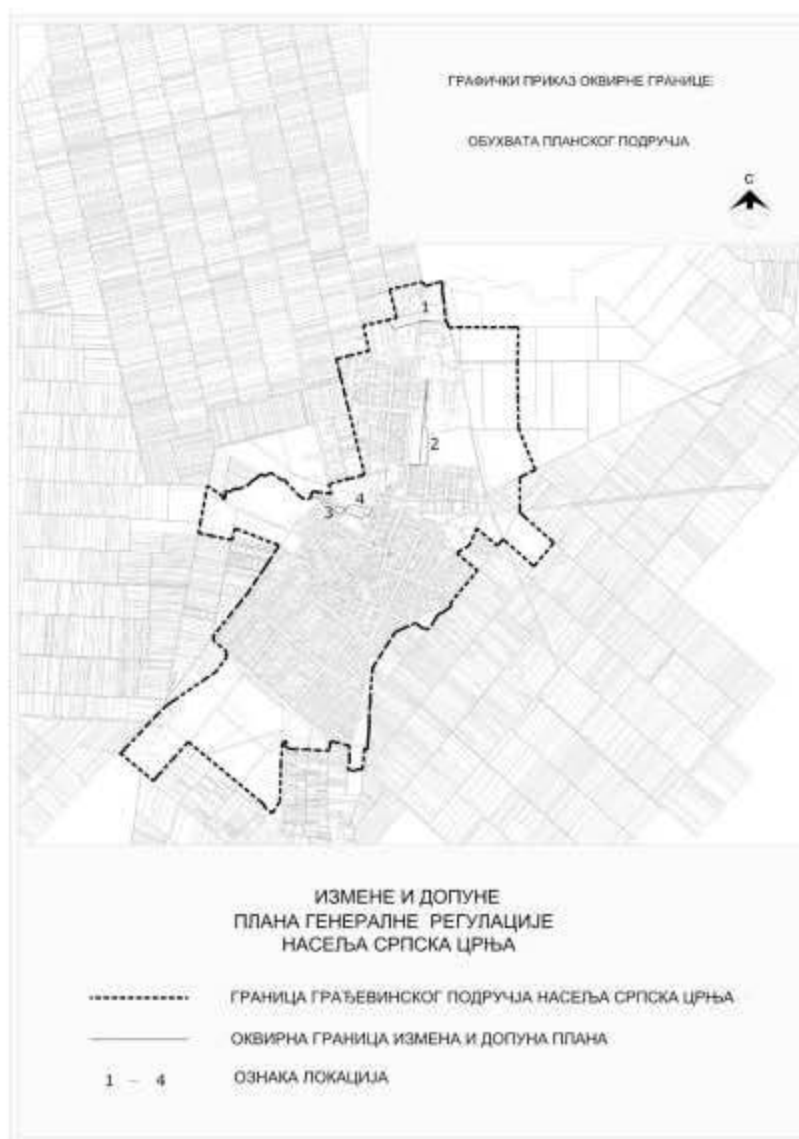 ГРАФИЧКИ ПРИКАЗ ОКВИРНЕ ГРАНИЦЕ
ОБУХВАТА ПЛАНСКОГ ПОДРУЧЈА
С
1
2
4
3
ИЗМЕНЕ И ДОПУНЕ
ПЛАНА ГЕНЕРАЛНЕ РЕГУЛАЦИЈЕ
НАСЕЉА СРПСКА ЦРЊА
ГРАНИЦА ГРАЂЕВИНСКОГ ПОДРУЧЈА НАСЕЉА СРПСКА ЦРЊА
ОКВИРНА ГРАНИЦА ИЗМЕНА И ДОПУНА ПЛАНА
1 – 4 ОЗНАКА ЛОКАЦИЈА